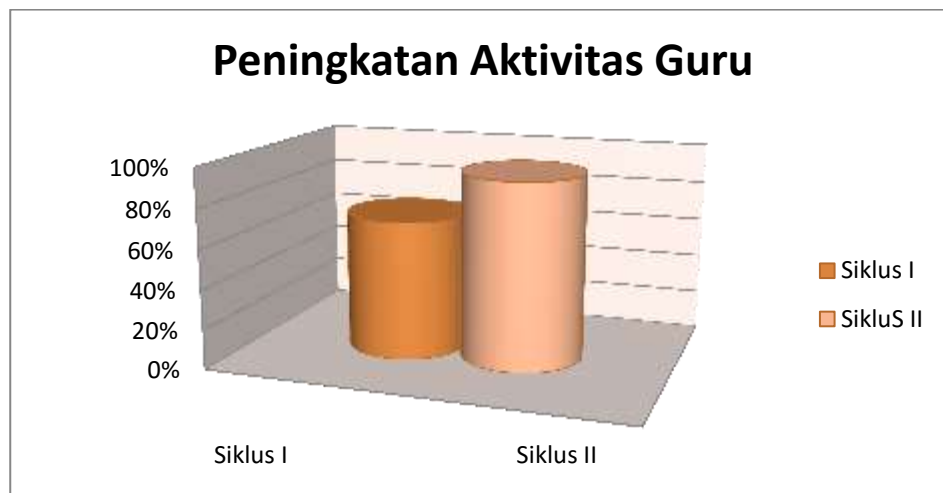 Peningkatan Aktivitas Guru
100%
80%
60%
40%
20%
0%
Siklus I
Siklus II
Siklus I
SikluS II